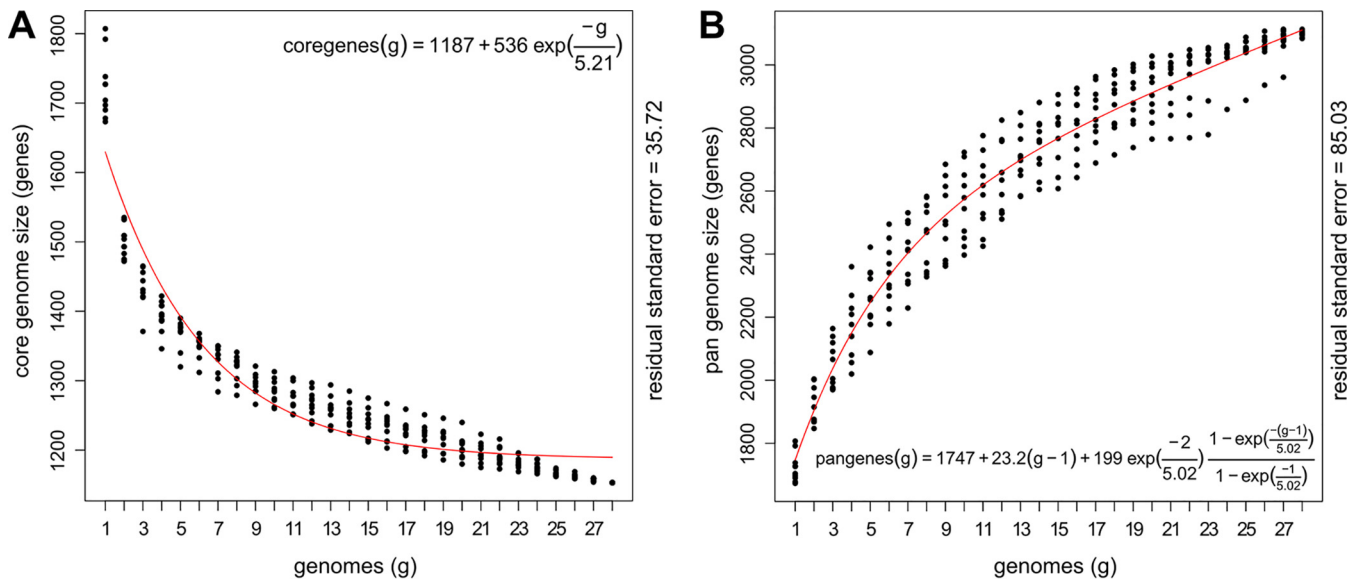 A
coregenes(g) = 1187 + 536 exp(−g/5.21)
core genome size (genes)
1800
1700
1600
1500
1400
1300
1200
1 3 5 7 9 11 13 15 17 19 21 23 25 27
genomes (g)
residual standard error = 35.72
B
pan genome size (genes)
3000
2800
2600
2400
2200
2000
1800
pangenes(g) = 1747 + 23.2(g − 1) + 199 exp(−2/5.02) 1 − exp(−(g−1)/5.02) / 1 − exp(−1/5.02)
1 3 5 7 9 11 13 15 17 19 21 23 25 27
genomes (g)
residual standard error = 85.03